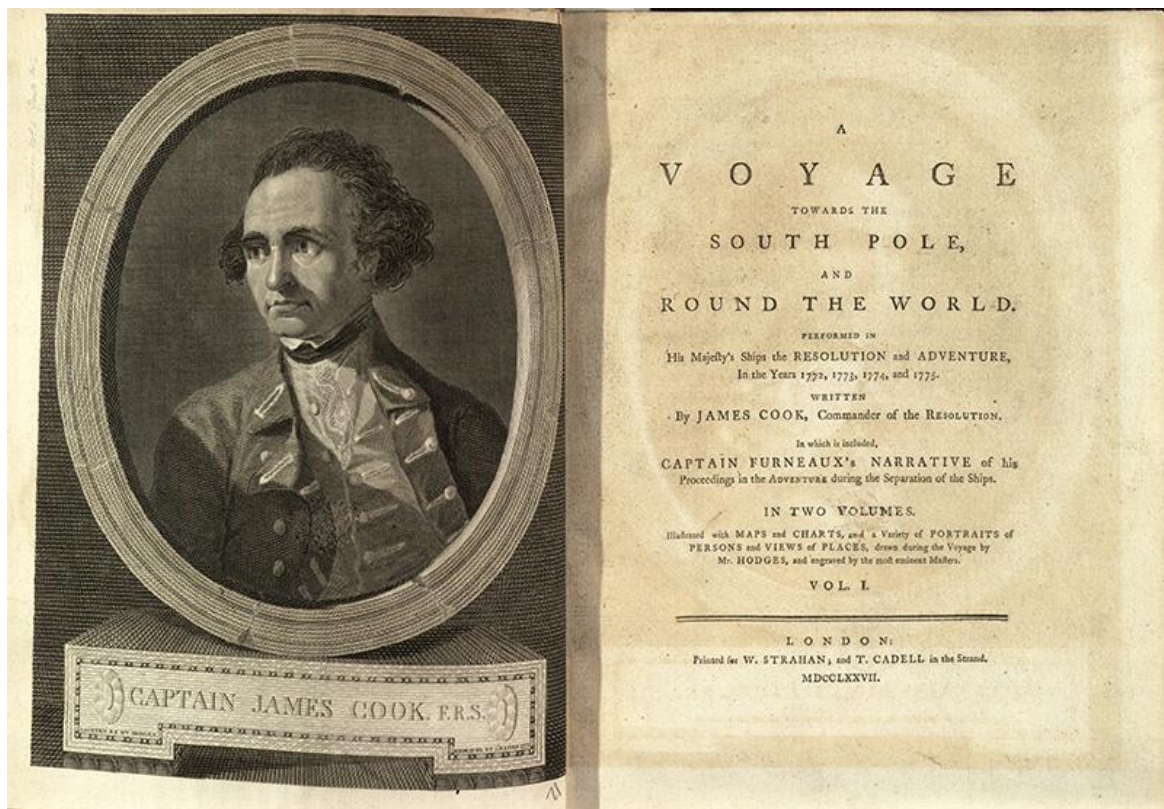 CAPTAIN JAMES COOK. F.R.S.
A
VOYAGE
TOWARDS THE
SOUTH POLE,
AND
ROUND THE WORLD.
PERFORMED IN
His Majeſty's Ships the RESOLUTION and ADVENTURE,
In the Years 1772, 1773, 1774, and 1775.
WRITTEN
By JAMES COOK, Commander of the RESOLUTION.
In which is included,
CAPTAIN FURNEAUX's NARRATIVE of his
Proceedings in the ADVENTURE during the Separation of the Ships.
IN TWO VOLUMES.
Illuſtrated with MAPS and CHARTS, and a Variety of PORTRAITS of
PERSONS and VIEWS of PLACES, drawn during the Voyage by
Mr. HODGES, and engraved by the moſt eminent Maſters.
VOL. I.
LONDON:
Printed for W. STRAHAN; and T. CADELL in the Strand.
MDCCLXXVII.